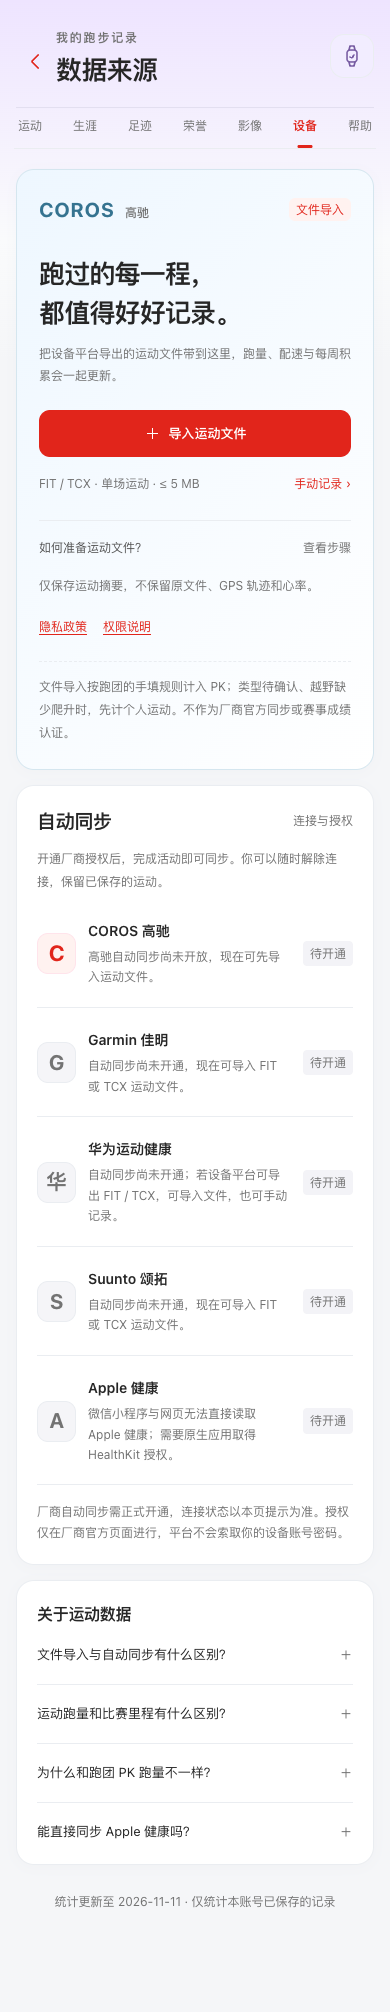 我的跑步记录
数据来源
运动 生涯 足迹 荣誉 影像 设备 帮助
COROS 高驰 文件导入
跑过的每一程，
都值得好好记录。
把设备平台导出的运动文件带到这里，跑量、配速与每周积
累会一起更新。
＋ 导入运动文件
FIT / TCX · 单场运动 · ≤ 5 MB 手动记录 ›
如何准备运动文件? 查看步骤
仅保存运动摘要，不保留原文件、GPS 轨迹和心率。
隐私政策 权限说明
文件导入按跑团的手填规则计入 PK；类型待确认、越野缺
少爬升时，先计个人运动。不作为厂商官方同步或赛事成绩
认证。
自动同步 连接与授权
开通厂商授权后，完成活动即可同步。你可以随时解除连
接，保留已保存的运动。
COROS 高驰
C 高驰自动同步尚未开放，现在可先导 待开通
入运动文件。
Garmin 佳明
G 自动同步尚未开通，现在可导入 FIT 待开通
或 TCX 运动文件。
华为运动健康
自动同步尚未开通；若设备平台可导
华 出 FIT / TCX，可导入文件，也可手动 待开通
记录。
Suunto 颂拓
S 自动同步尚未开通，现在可导入 FIT 待开通
或 TCX 运动文件。
Apple 健康
微信小程序与网页无法直接读取
A Apple 健康；需要原生应用取得 待开通
HealthKit 授权。
厂商自动同步需正式开通，连接状态以本页提示为准。授权
仅在厂商官方页面进行，平台不会索取你的设备账号密码。
关于运动数据
文件导入与自动同步有什么区别? +
运动跑量和比赛里程有什么区别? +
为什么和跑团 PK 跑量不一样? +
能直接同步 Apple 健康吗? +
统计更新至 2026-11-11 · 仅统计本账号已保存的记录